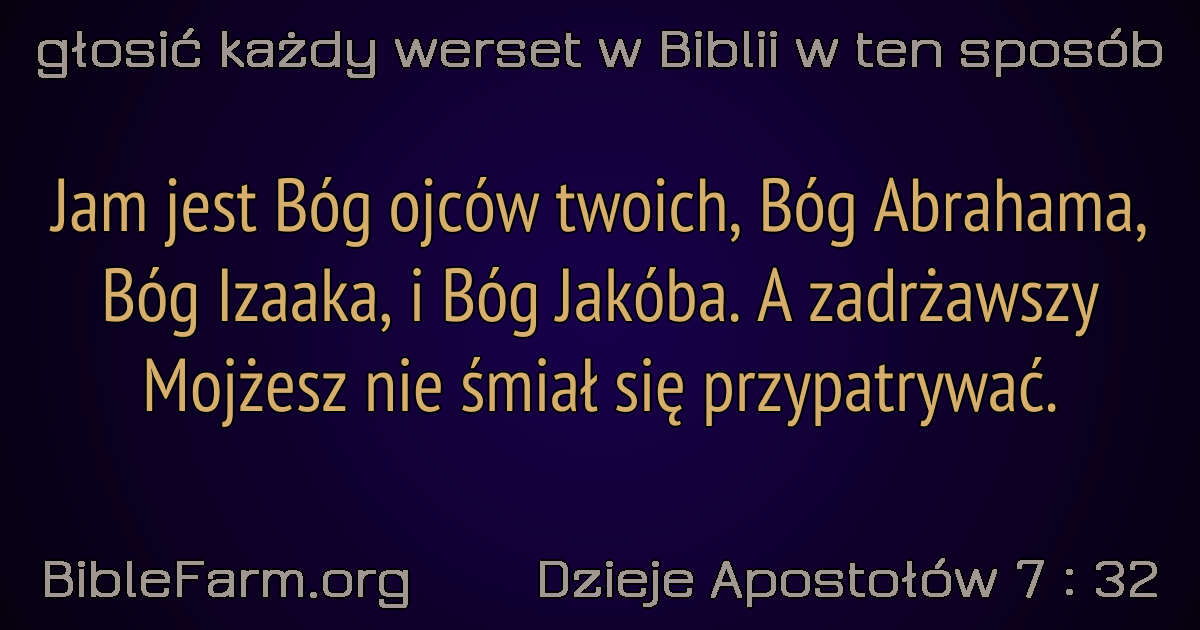 głosić każdy werset w Biblii w ten sposób
Jam jest Bóg ojców twoich, Bóg Abrahama,
Bóg Izaaka, i Bóg Jakóba. A zadrżawszy
Mojżesz nie śmiał się przypatrywać.
BibleFarm.org
Dzieje Apostołów 7 : 32